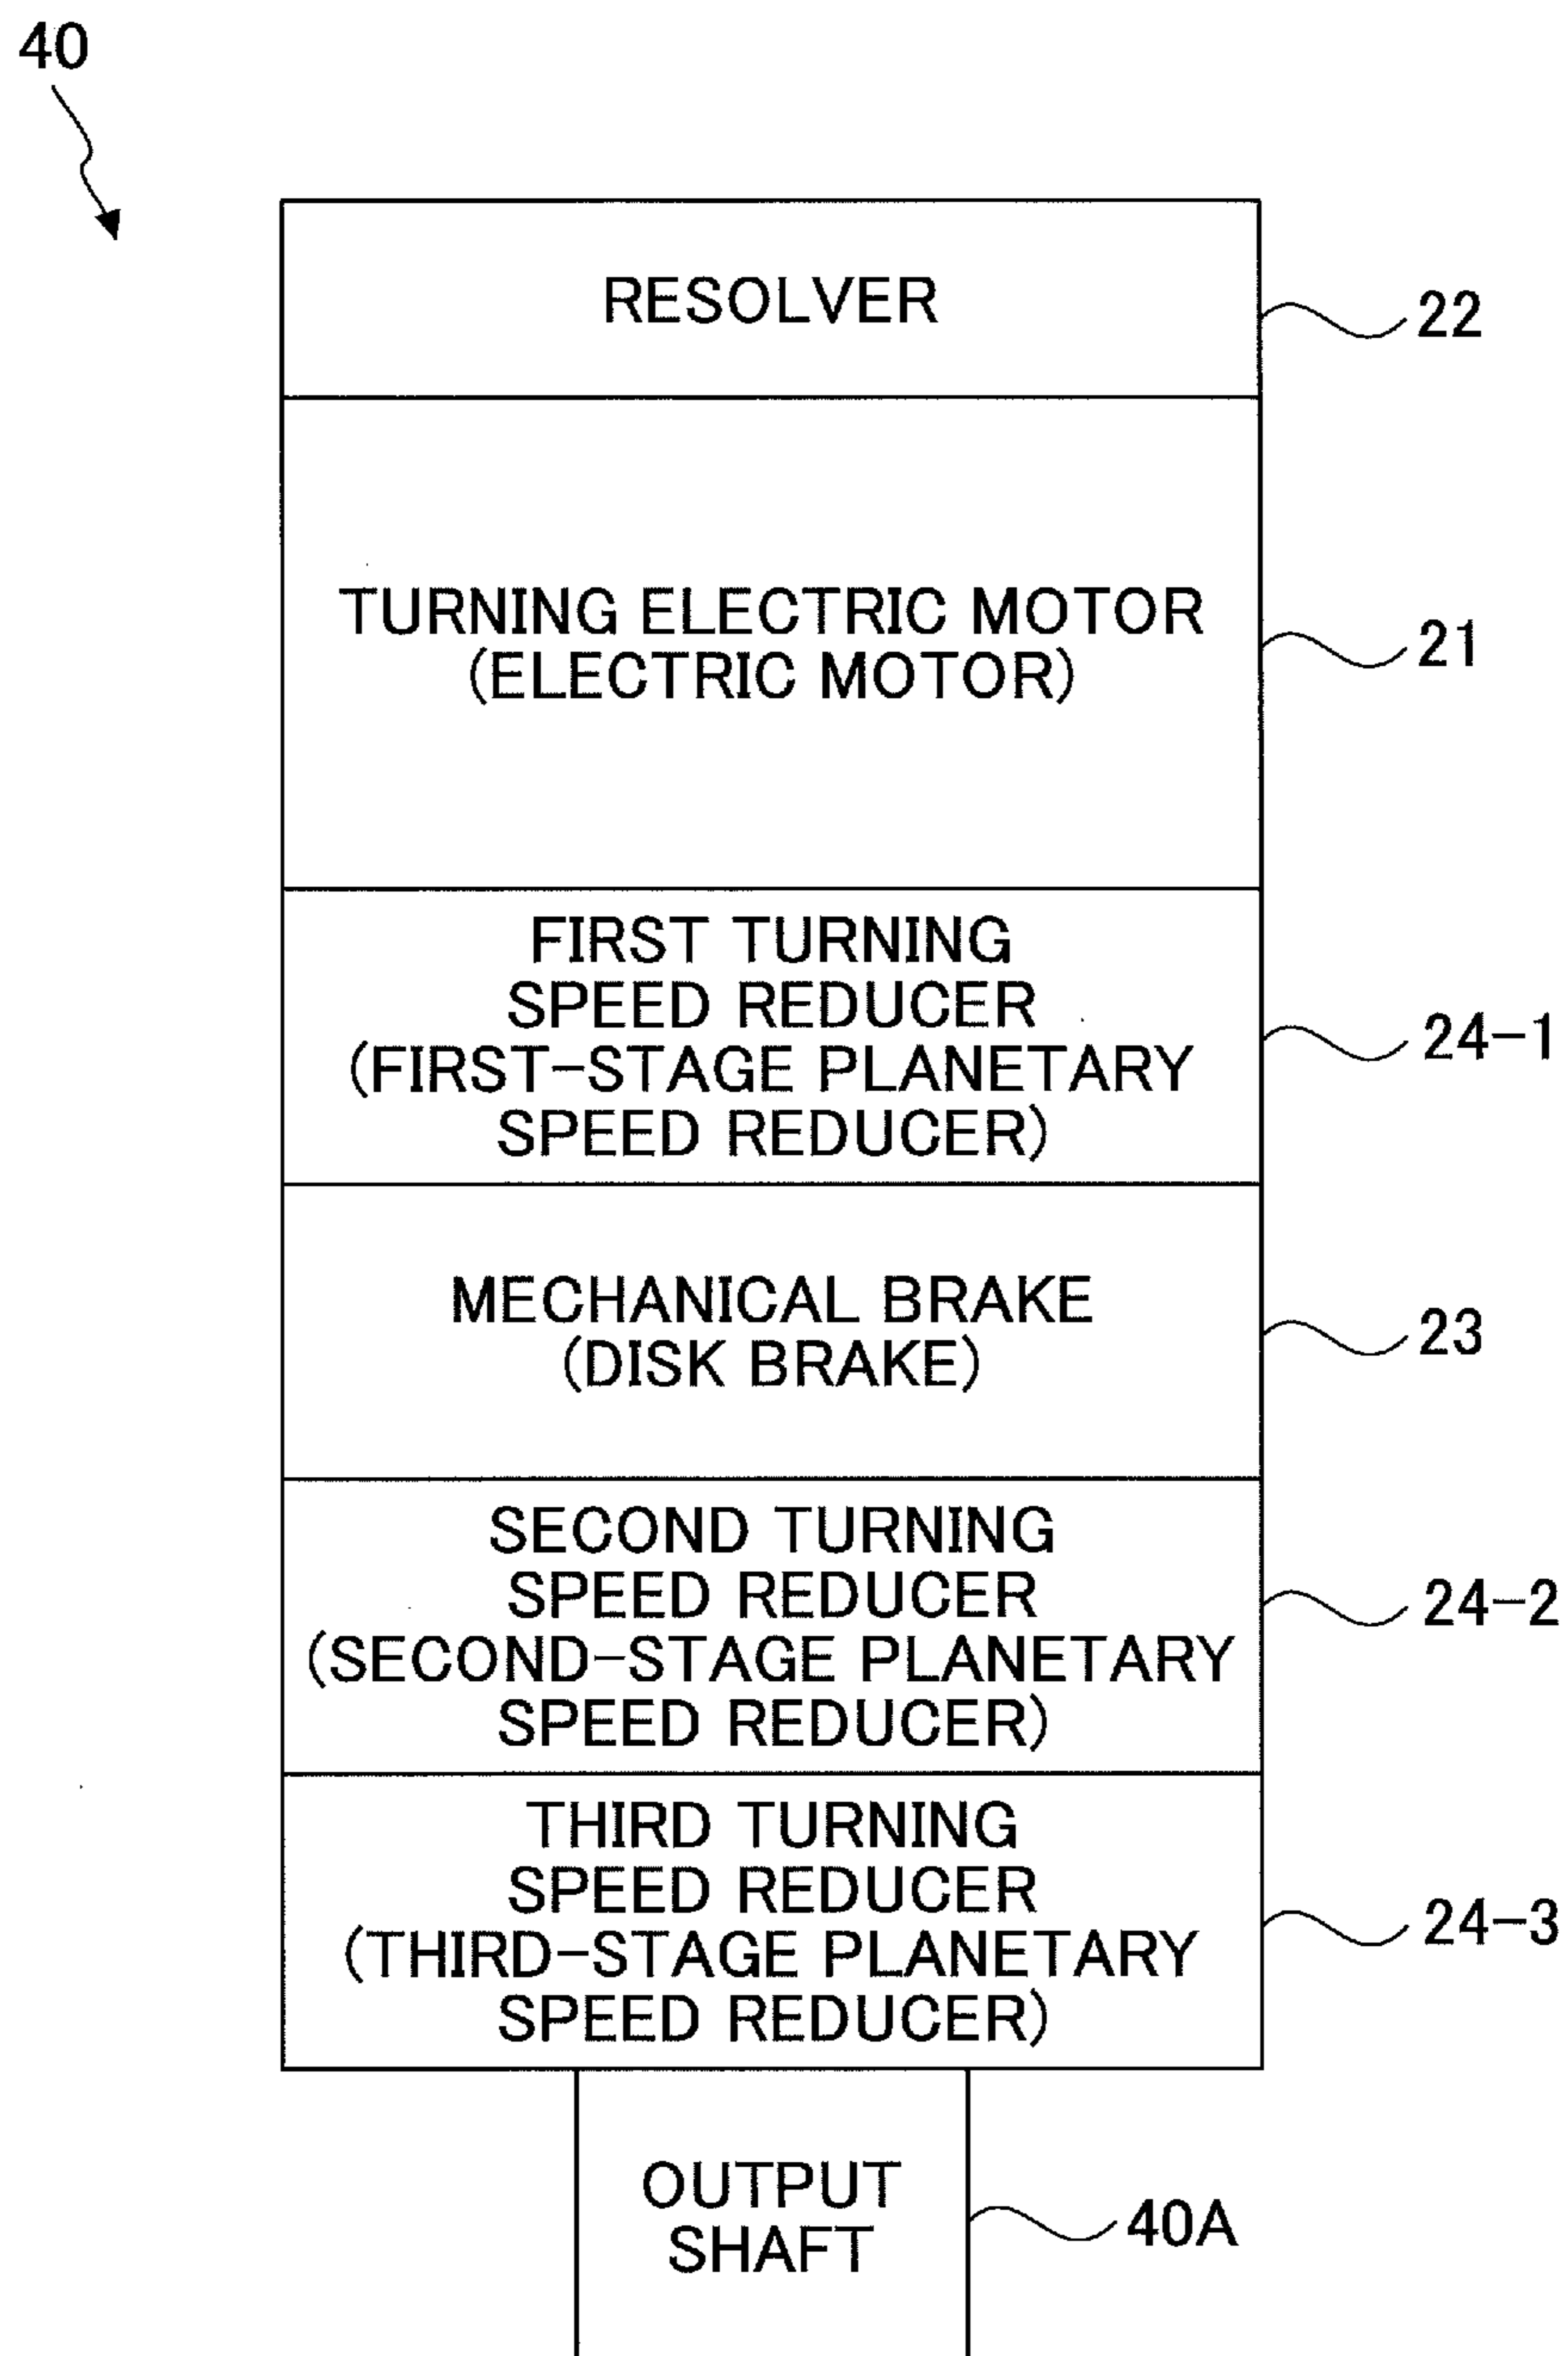 40
RESOLVER
22
TURNING ELECTRIC MOTOR
(ELECTRIC MOTOR)
21
FIRST TURNING
SPEED REDUCER
(FIRST-STAGE PLANETARY
SPEED REDUCER)
24-1
MECHANICAL BRAKE
(DISK BRAKE)
23
SECOND TURNING
SPEED REDUCER
(SECOND-STAGE PLANETARY
SPEED REDUCER)
24-2
THIRD TURNING
SPEED REDUCER
(THIRD-STAGE PLANETARY
SPEED REDUCER)
24-3
OUTPUT
SHAFT
40A